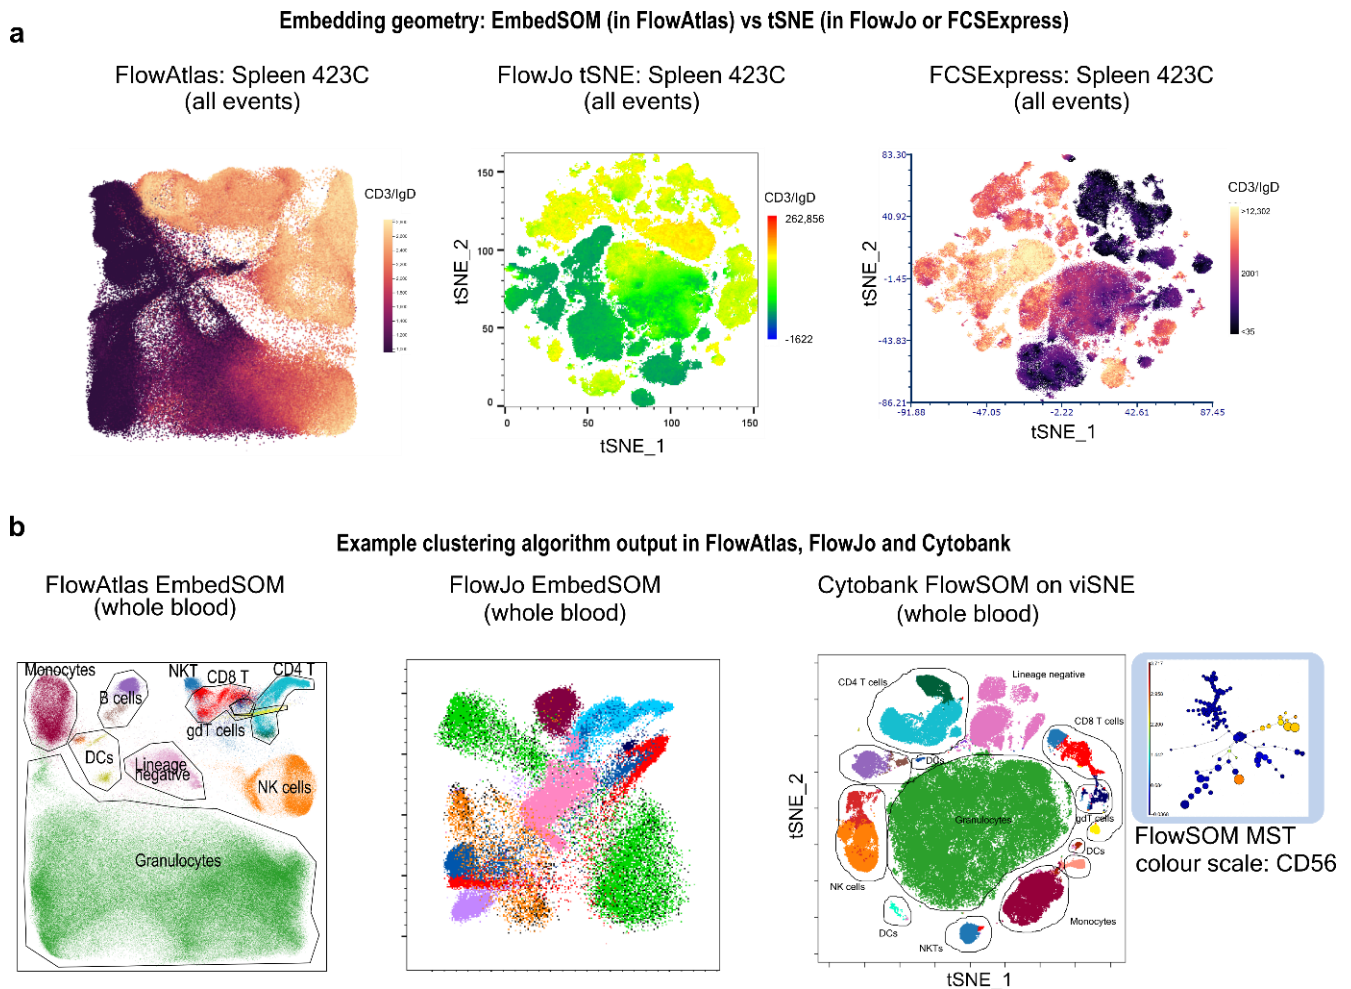 Embedding geometry: EmbedSOM (in FlowAtlas) vs tSNE (in FlowJo or FCSExpress)
a
FlowAtlas: Spleen 423C
(all events)
FlowJo tSNE: Spleen 423C
(all events)
FCSExpress: Spleen 423C
(all events)
CD3/IgD
CD3/IgD
262,856
-1622
150
100
50
0
0
50
100
150
tSNE_2
tSNE_1
83.30
40.92
-1.45
-43.83
-86.21
-91.88
-47.05
-2.22
42.61
87.45
tSNE_2
tSNE_1
CD3/IgD
>12,302
2001
<35
b
Example clustering algorithm output in FlowAtlas, FlowJo and Cytobank
FlowAtlas EmbedSOM
(whole blood)
FlowJo EmbedSOM
(whole blood)
Cytobank FlowSOM on viSNE
(whole blood)
Monocytes
B cells
NKT
CD8 T
CD4 T
gdT cells
DCs
Lineage
negative
NK cells
Granulocytes
CD4 T cells
Lineage negative
CD8 T cells
DCs
Granulocytes
gdT cells
DCs
NK cells
Monocytes
DCs
NKTs
tSNE_2
tSNE_1
FlowSOM MST
colour scale: CD56